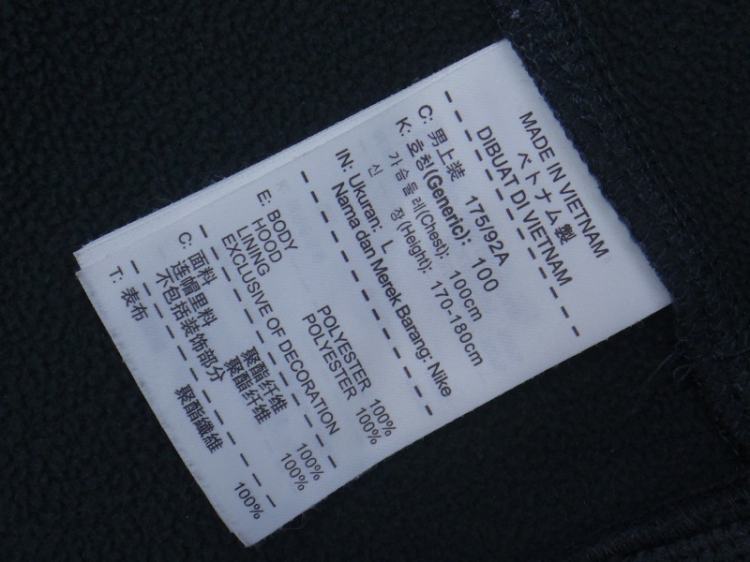 MADE IN VIETNAM
ベトナム製
DIBUAT DI VIETNAM
C: 男上装 175/92A
K: 호칭(Generic): 100
가슴둘레(Chest): 100cm
신 장(Height): 170-180cm
IN: Ukuran: L
Nama dan Merek Barang: Nike
E: BODY POLYESTER 100%
HOOD POLYESTER 100%
LINING
EXCLUSIVE OF DECORATION
C: 面料 聚酯纤维 100%
连帽里料 聚酯纤维 100%
不包括装饰部分
T: 表布 聚酯纖維 100%